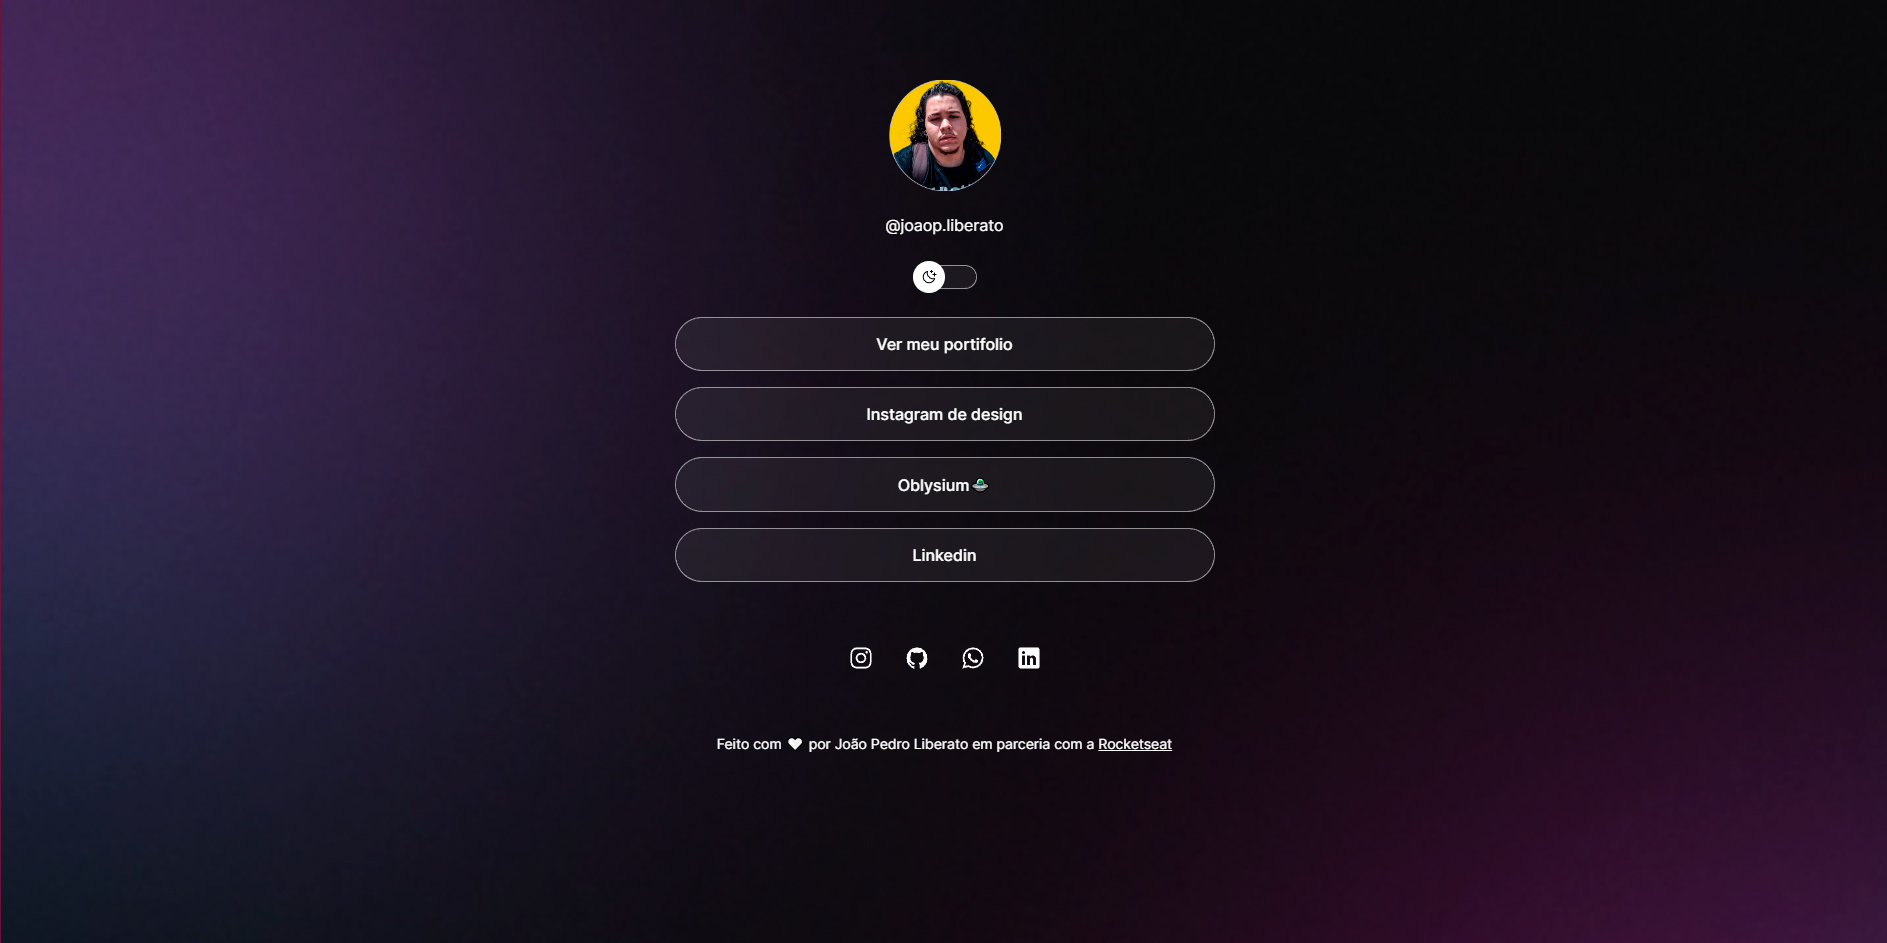 @joaop.liberato
Ver meu portifolio
Instagram de design
Oblysium🛸
Linkedin
Feito com ❤ por João Pedro Liberato em parceria com a Rocketseat